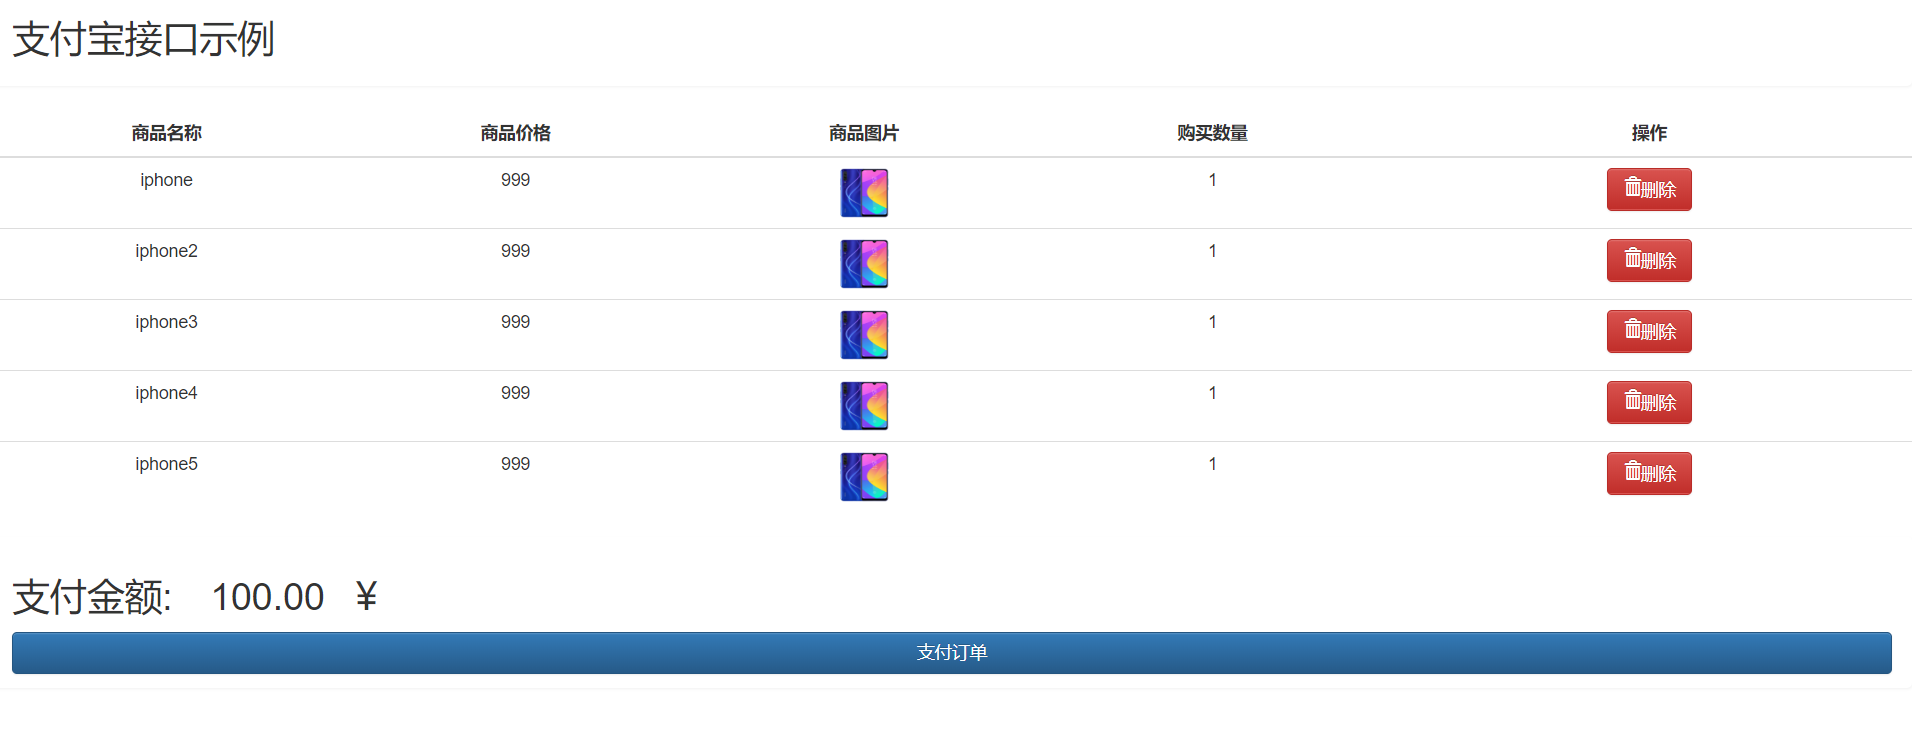 支付宝接口示例
商品名称 商品价格 商品图片 购买数量 操作
iphone 999 1 删除
iphone2 999 1 删除
iphone3 999 1 删除
iphone4 999 1 删除
iphone5 999 1 删除
支付金额: 100.00 ¥
支付订单